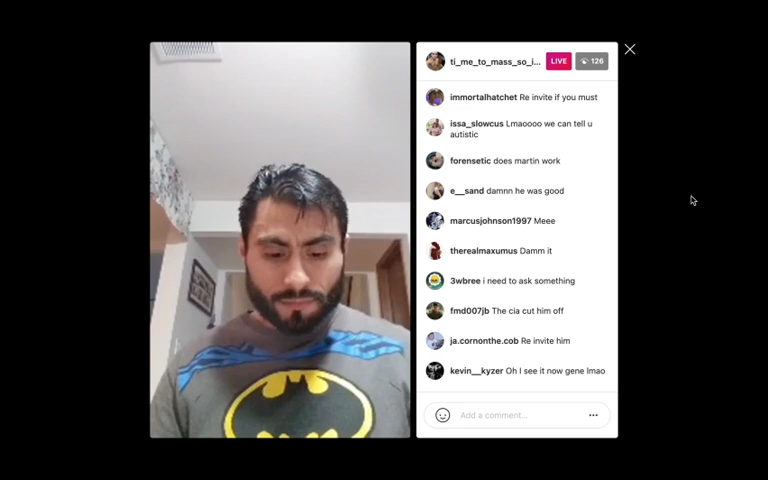 ti_me_to_mass_so_i... LIVE 126
immortalhatchet Re invite if you must
issa_slowcus Lmaoooo we can tell u
autistic
forensetic does martin work
e__sand damnn he was good
marcusjohnson1997 Meee
therealmaxumus Damm it
3wbree i need to ask something
fmd007jb The cia cut him off
ja.cornonthe.cob Re invite him
kevin__kyzer Oh I see it now gene lmao
Add a comment...